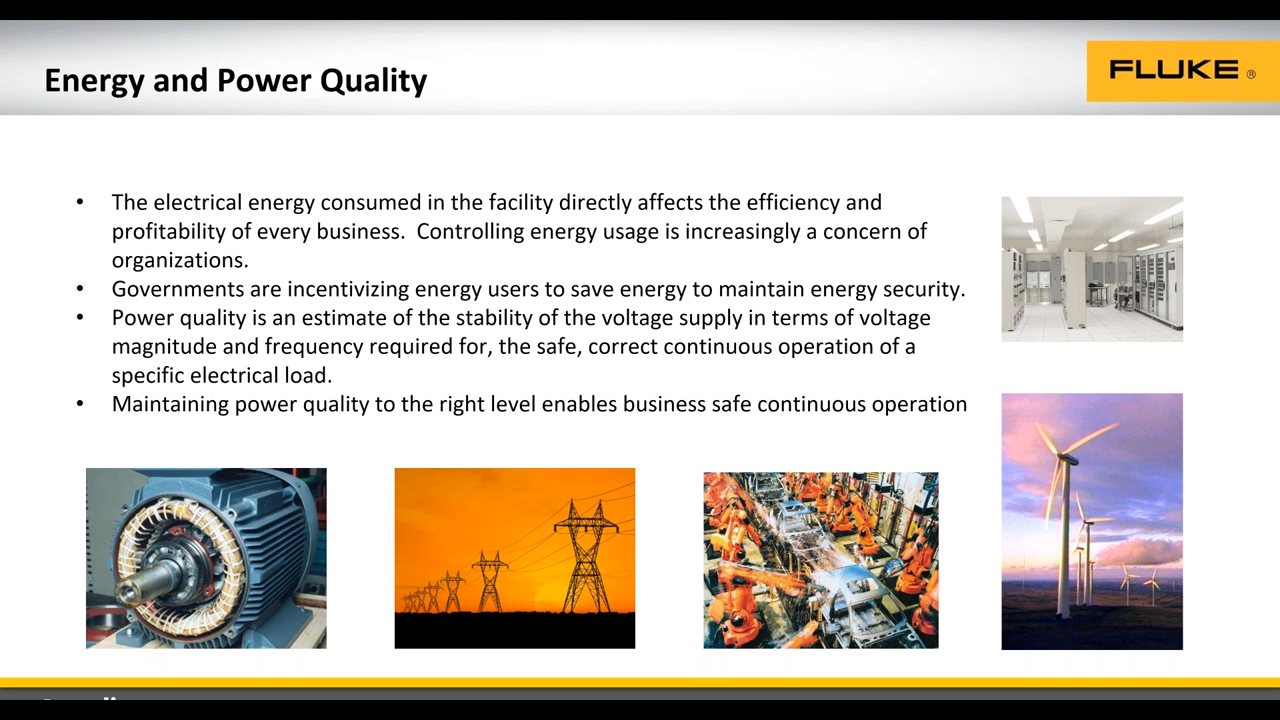 Energy and Power Quality
FLUKE ®
• The electrical energy consumed in the facility directly affects the efficiency and
profitability of every business.  Controlling energy usage is increasingly a concern of
organizations.
• Governments are incentivizing energy users to save energy to maintain energy security.
• Power quality is an estimate of the stability of the voltage supply in terms of voltage
magnitude and frequency required for, the safe, correct continuous operation of a
specific electrical load.
• Maintaining power quality to the right level enables business safe continuous operation